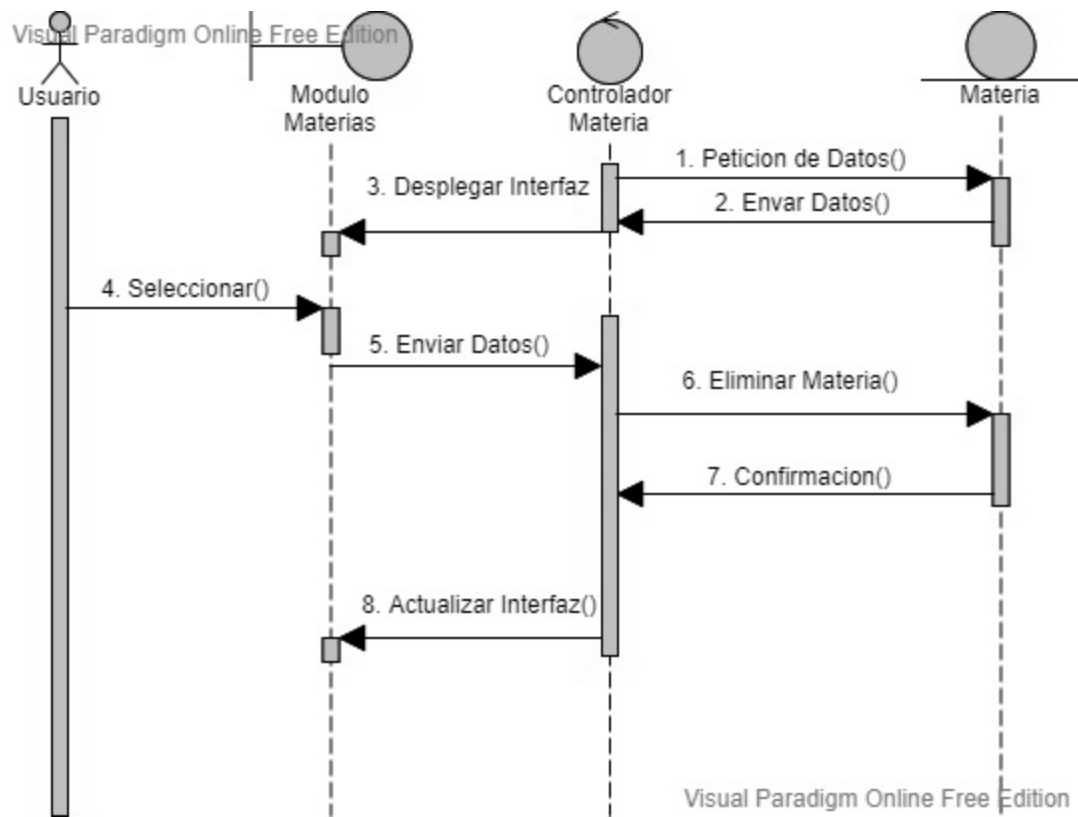 Visual Paradigm Online Free Edition
Usuario
Modulo
Materias
Controlador
Materia
Materia
1. Peticion de Datos()
3. Desplegar Interfaz
2. Envar Datos()
4. Seleccionar()
5. Enviar Datos()
6. Eliminar Materia()
7. Confirmacion()
8. Actualizar Interfaz()
Visual Paradigm Online Free Edition